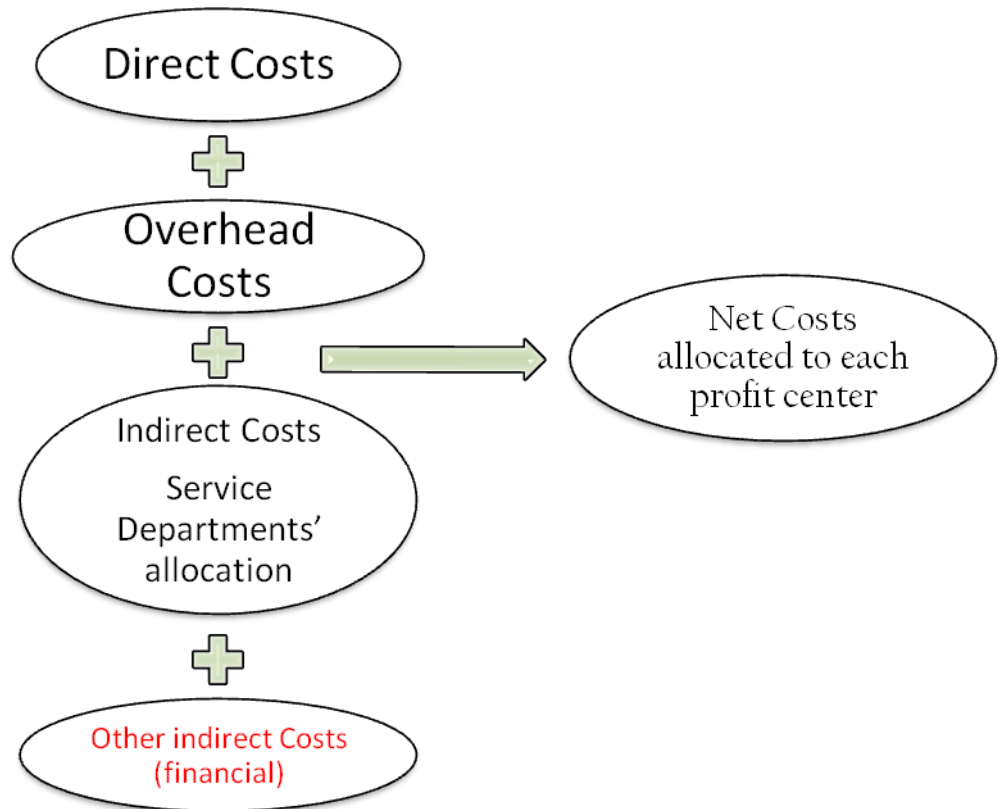 Direct Costs
Overhead
Costs
Indirect Costs
Service
Departments’
allocation
Other indirect Costs
(financial)
Net Costs
allocated to each
profit center